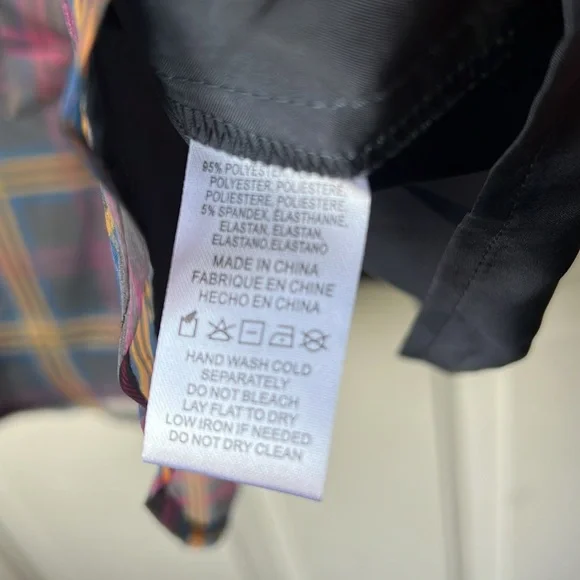 95% POLYESTER,
POLYESTER, POLIESTERE,
POLIESTERE, POLIESTERE,
5% SPANDEX, ÉLASTHANNE,
ELASTAN, ELASTAN,
ELASTANO,ELASTANO
MADE IN CHINA
FABRIQUE EN CHINE
HECHO EN CHINA
HAND WASH COLD
SEPARATELY
DO NOT BLEACH
LAY FLAT TO DRY
LOW IRON IF NEEDED
DO NOT DRY CLEAN